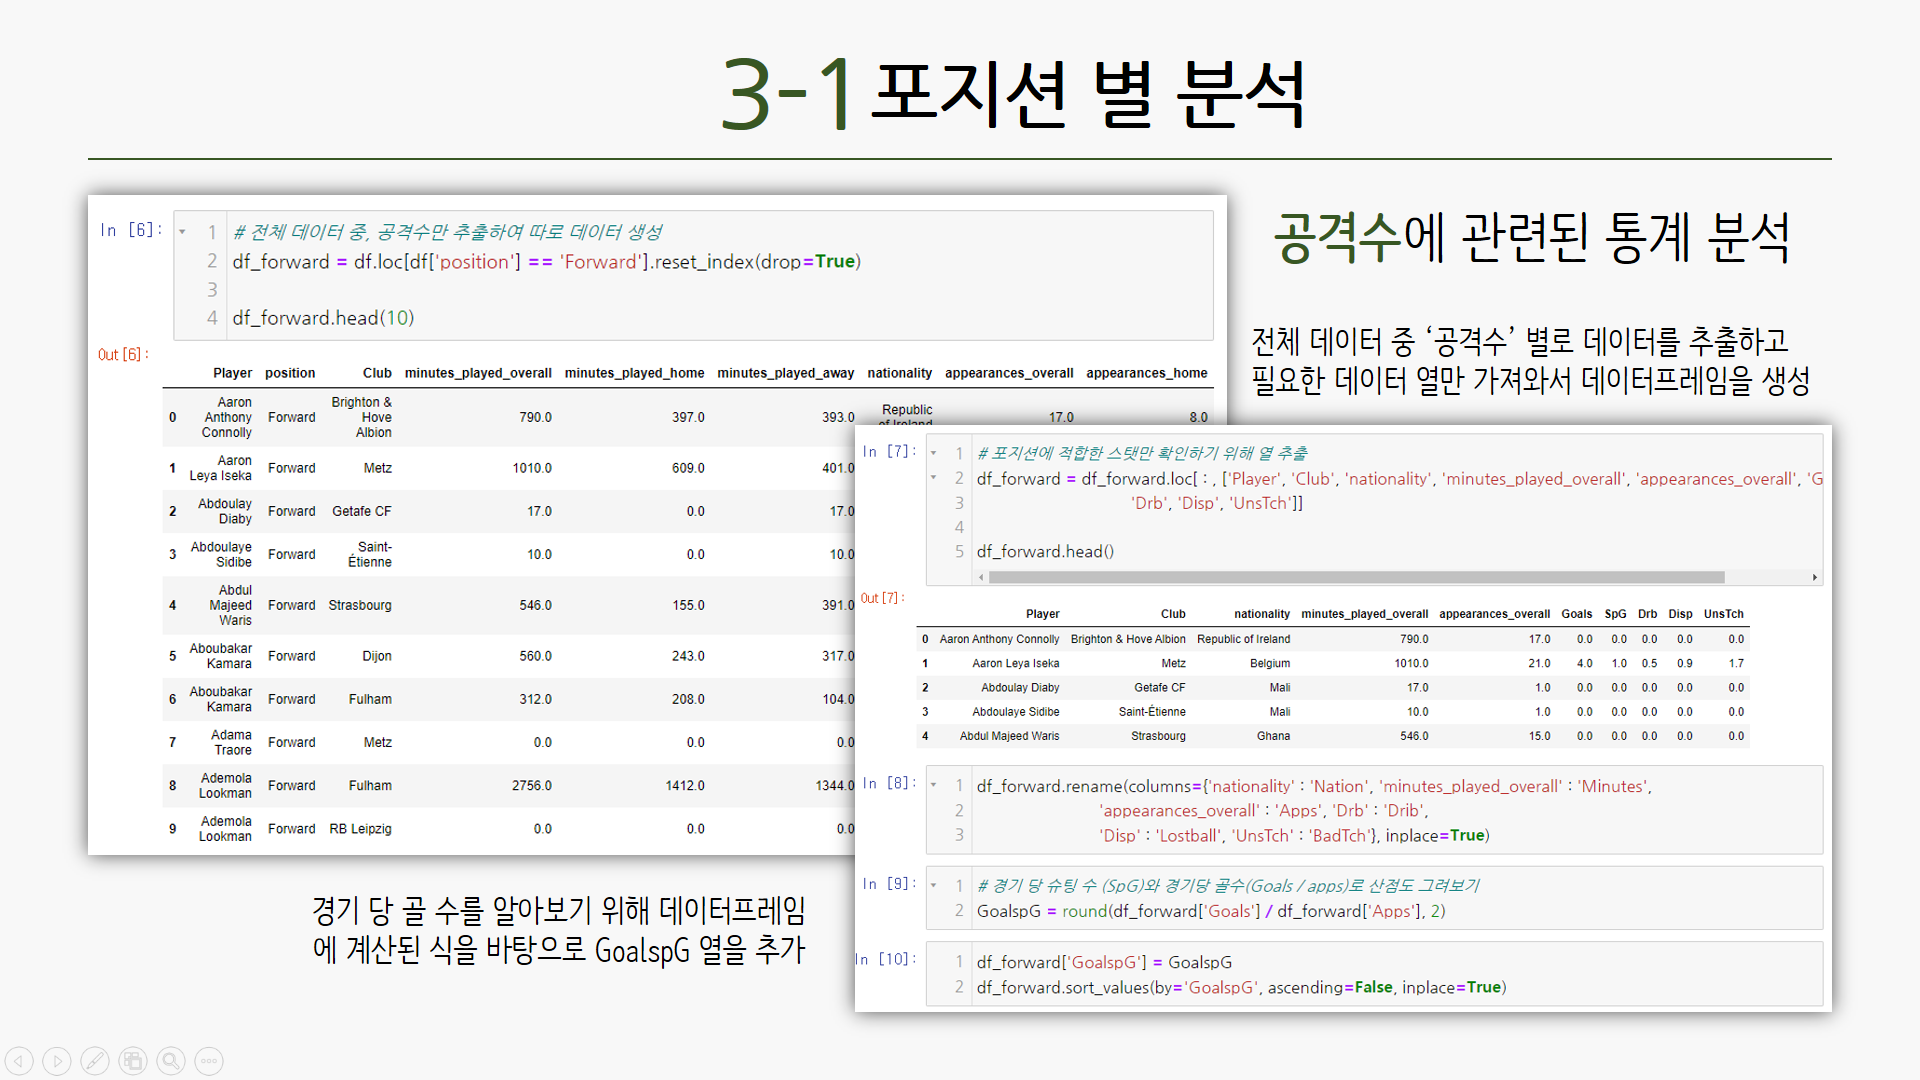 3-1 포지션 별 분석
In [6]:
1 # 전체 데이터 중, 공격수만 추출하여 따로 데이터 생성
2 df_forward = df.loc[df['position'] == 'Forward'].reset_index(drop=True)
3
4 df_forward.head(10)
Out[6]:
Player position Club minutes_played_overall minutes_played_home minutes_played_away nationality appearances_overall appearances_home
0 Aaron Anthony Connolly Forward Brighton & Hove Albion 790.0 397.0 393.0 Republic of Ireland 17.0 8.0
1 Aaron Leya Iseka Forward Metz 1010.0 609.0 401.0
2 Abdoulay Diaby Forward Getafe CF 17.0 0.0 17.0
3 Abdoulaye Sidibe Forward Saint-Étienne 10.0 0.0 10.0
4 Abdul Majeed Waris Forward Strasbourg 546.0 155.0 391.0
5 Aboubakar Kamara Forward Dijon 560.0 243.0 317.0
6 Aboubakar Kamara Forward Fulham 312.0 208.0 104.0
7 Adama Traore Forward Metz 0.0 0.0 0.0
8 Ademola Lookman Forward Fulham 2756.0 1412.0 1344.0
9 Ademola Lookman Forward RB Leipzig 0.0 0.0 0.0
공격수에 관련된 통계 분석
전체 데이터 중 ‘공격수’ 별로 데이터를 추출하고
필요한 데이터 열만 가져와서 데이터프레임을 생성
In [7]:
1 # 포지션에 적합한 스탯만 확인하기 위해 열 추출
2 df_forward = df_forward.loc[ : , ['Player', 'Club', 'nationality', 'minutes_played_overall', 'appearances_overall', 'G
3 'Drb', 'Disp', 'UnsTch']]
4
5 df_forward.head()
Out[7]:
Player Club nationality minutes_played_overall appearances_overall Goals SpG Drb Disp UnsTch
0 Aaron Anthony Connolly Brighton & Hove Albion Republic of Ireland 790.0 17.0 0.0 0.0 0.0 0.0 0.0
1 Aaron Leya Iseka Metz Belgium 1010.0 21.0 4.0 1.0 0.5 0.9 1.7
2 Abdoulay Diaby Getafe CF Mali 17.0 1.0 0.0 0.0 0.0 0.0 0.0
3 Abdoulaye Sidibe Saint-Étienne Mali 10.0 1.0 0.0 0.0 0.0 0.0 0.0
4 Abdul Majeed Waris Strasbourg Ghana 546.0 15.0 0.0 0.0 0.0 0.0 0.0
In [8]:
1 df_forward.rename(columns={'nationality' : 'Nation', 'minutes_played_overall' : 'Minutes',
2 'appearances_overall' : 'Apps', 'Drb' : 'Drib',
3 'Disp' : 'Lostball', 'UnsTch' : 'BadTch'}, inplace=True)
In [9]:
1 # 경기 당 슈팅 수 (SpG)와 경기당 골수(Goals / apps)로 산점도 그려보기
2 GoalspG = round(df_forward['Goals'] / df_forward['Apps'], 2)
In [10]:
1 df_forward['GoalspG'] = GoalspG
2 df_forward.sort_values(by='GoalspG', ascending=False, inplace=True)
경기 당 골 수를 알아보기 위해 데이터프레임
에 계산된 식을 바탕으로 GoalspG 열을 추가